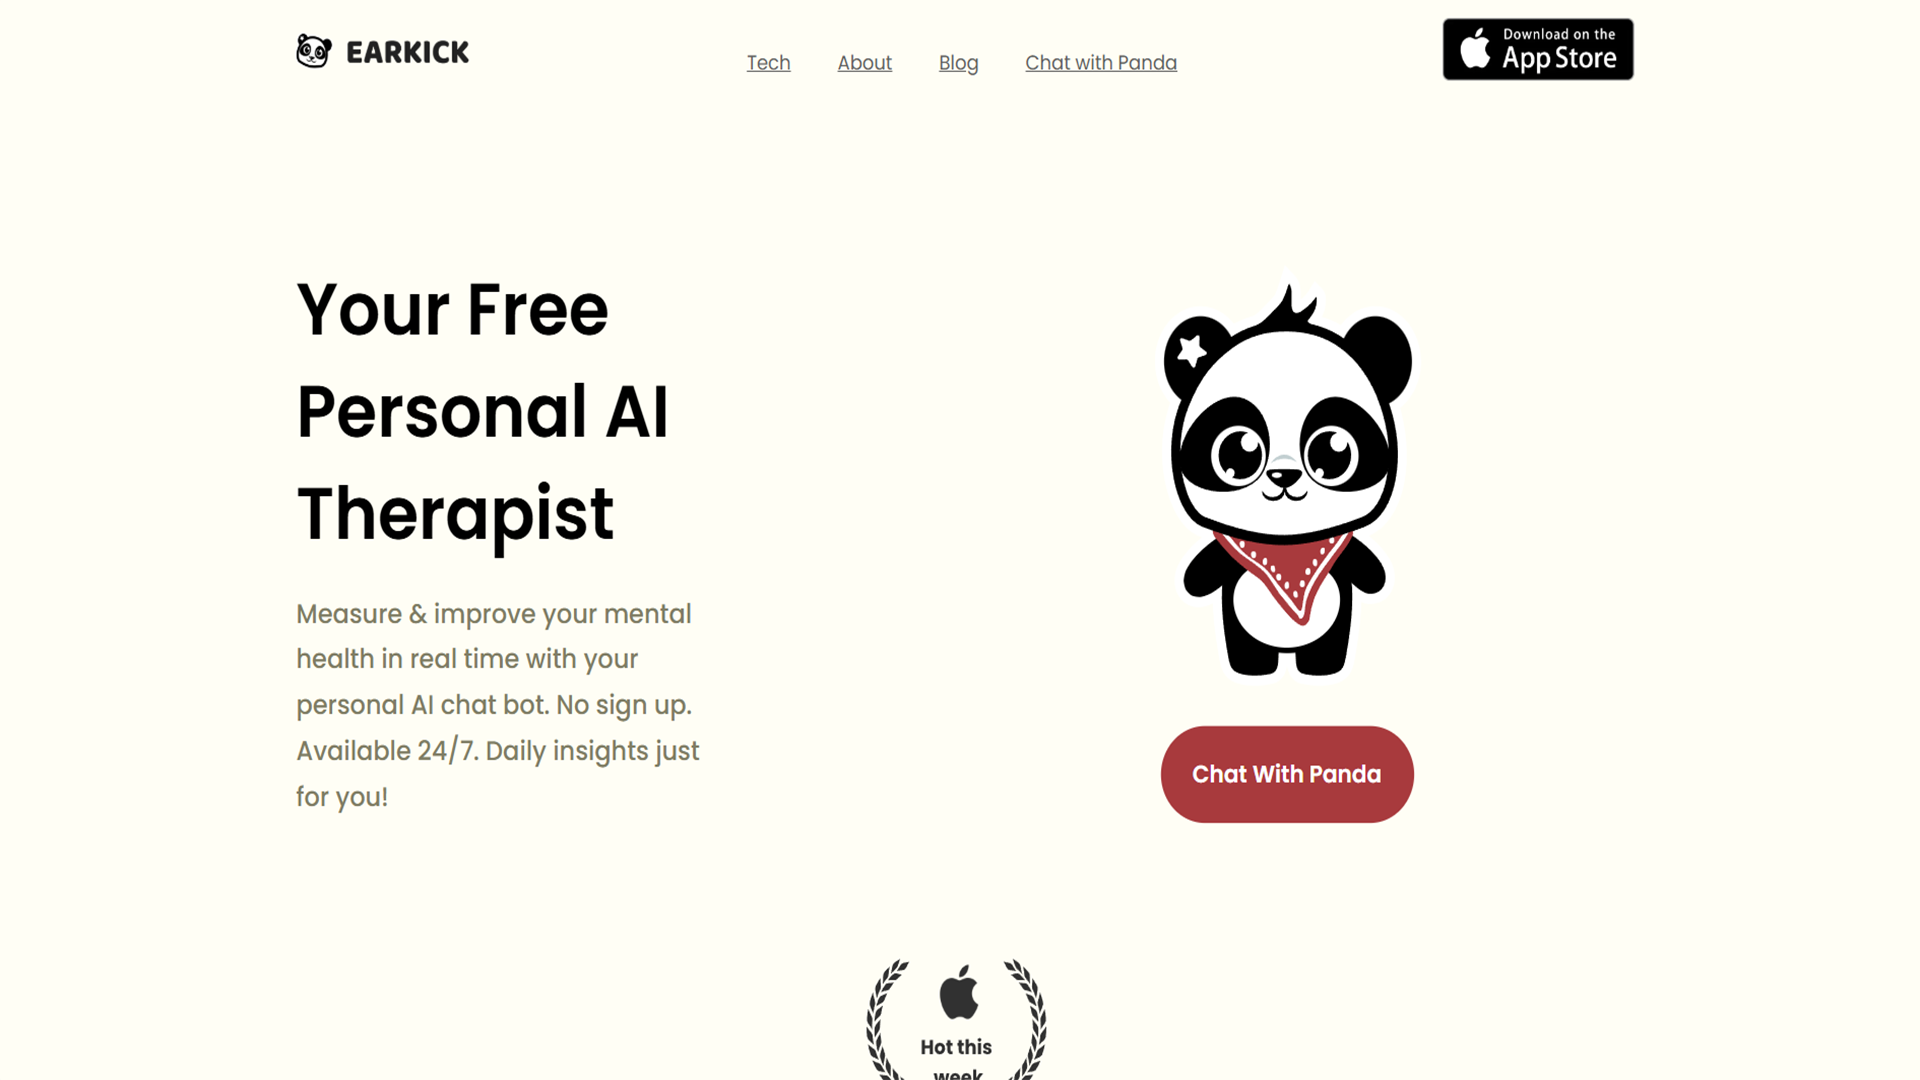 EARKICK
Tech
About
Blog
Chat with Panda
Download on the
App Store
Your Free
Personal AI
Therapist
Measure & improve your mental
health in real time with your
personal AI chat bot. No sign up.
Available 24/7. Daily insights just
for you!
Chat With Panda
Hot this
week